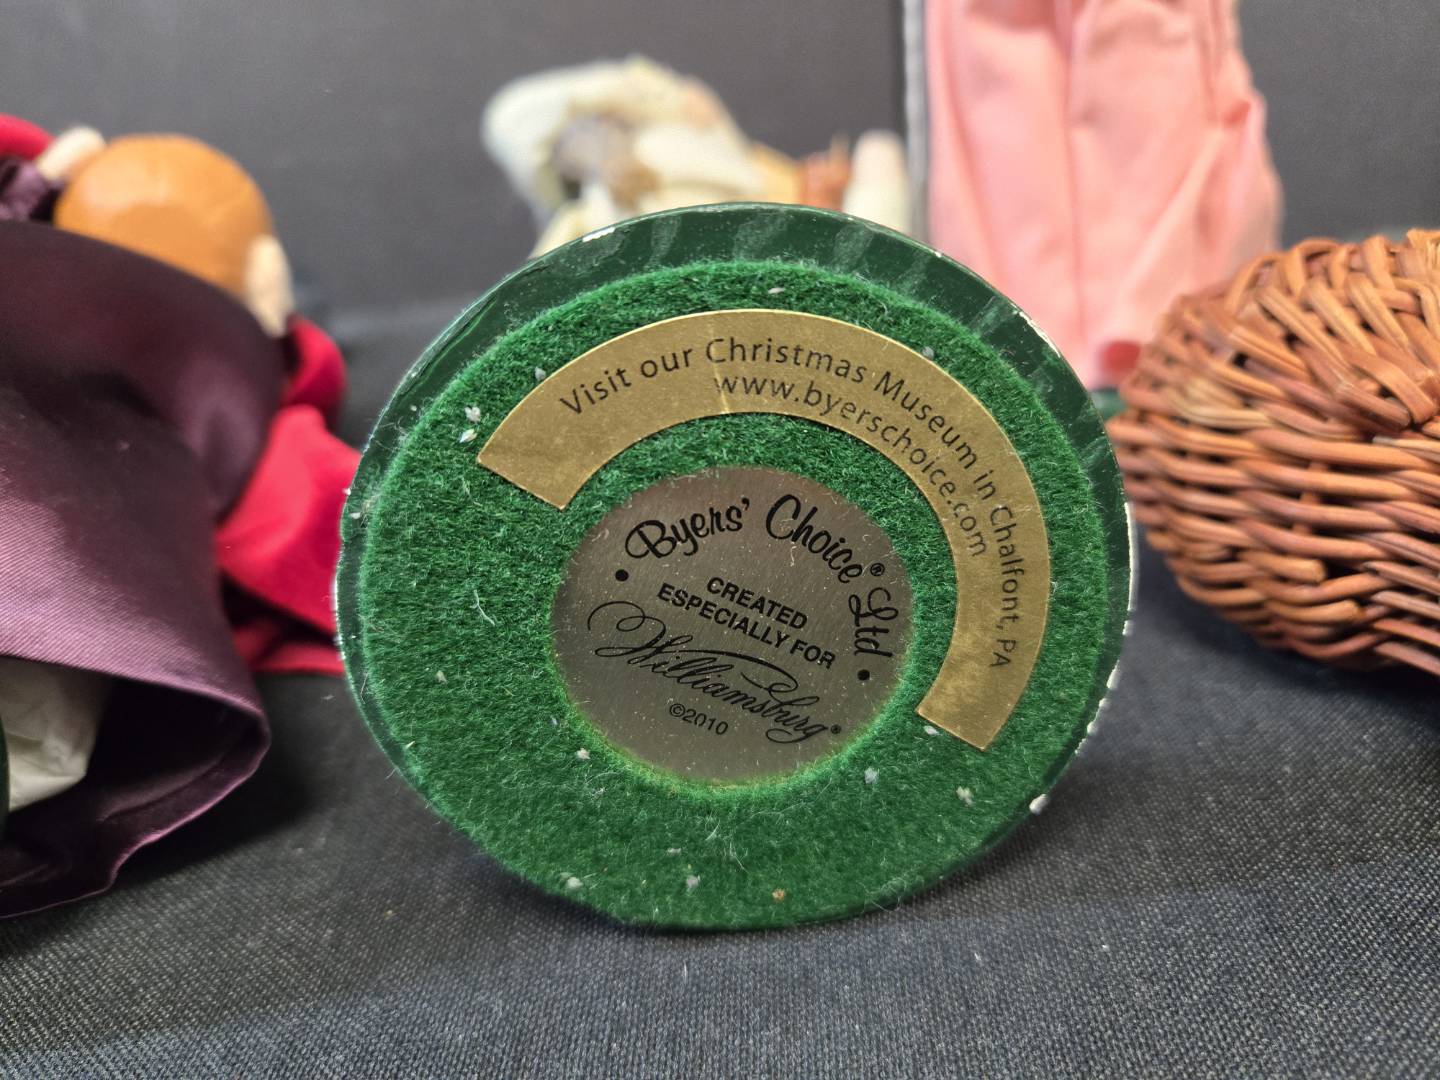 Visit our Christmas Museum in Chalfont, PA
www.byerschoice.com
Byers' Choice® Ltd
CREATED
ESPECIALLY FOR
Williamsburg®
©2010